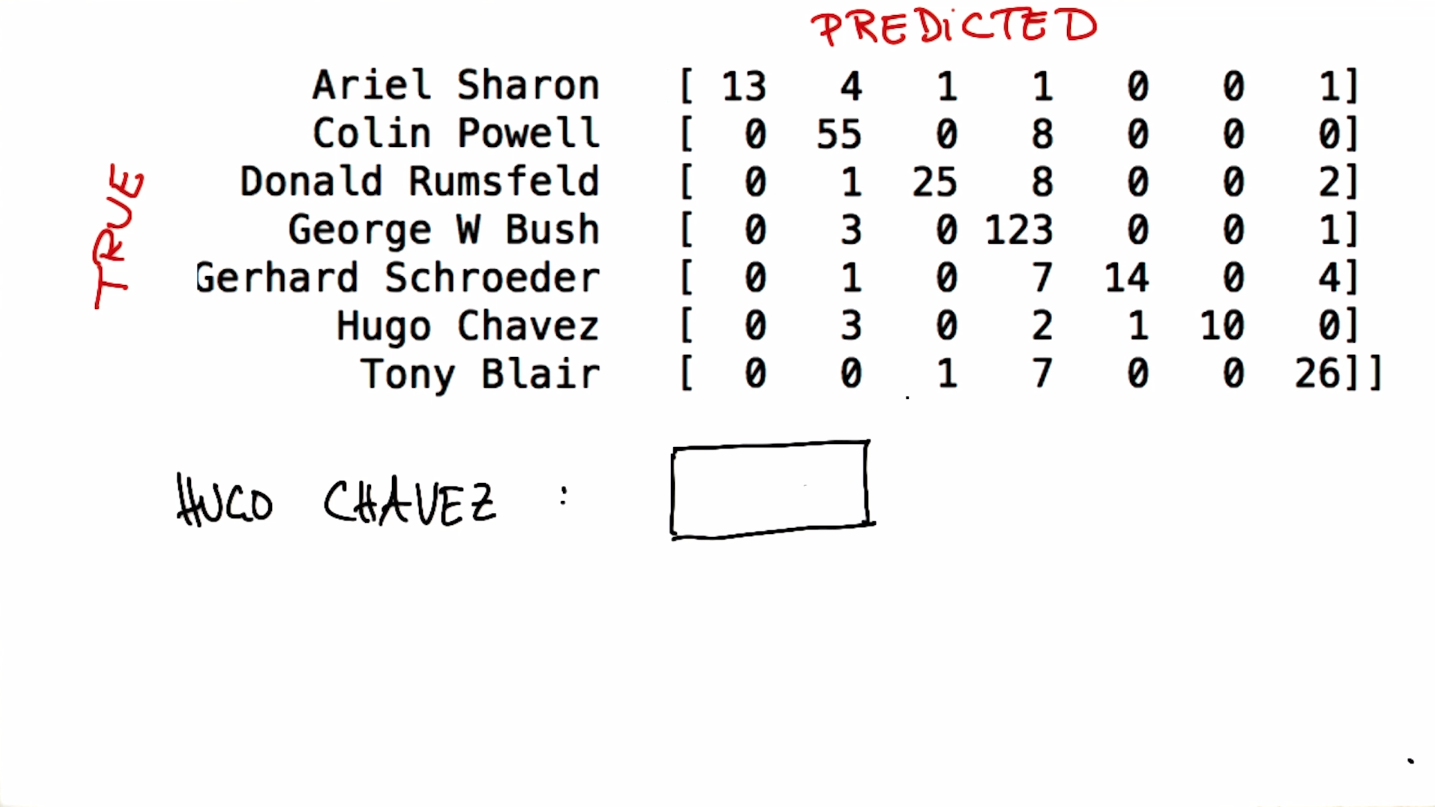 PREDICTED
TRUE
Ariel Sharon [ 13 4 1 1 0 0 1]
Colin Powell [ 0 55 0 8 0 0 0]
Donald Rumsfeld [ 0 1 25 8 0 0 2]
George W Bush [ 0 3 0 123 0 0 1]
Gerhard Schroeder [ 0 1 0 7 14 0 4]
Hugo Chavez [ 0 3 0 2 1 10 0]
Tony Blair [ 0 0 1 7 0 0 26]]
HUGO CHAVEZ :